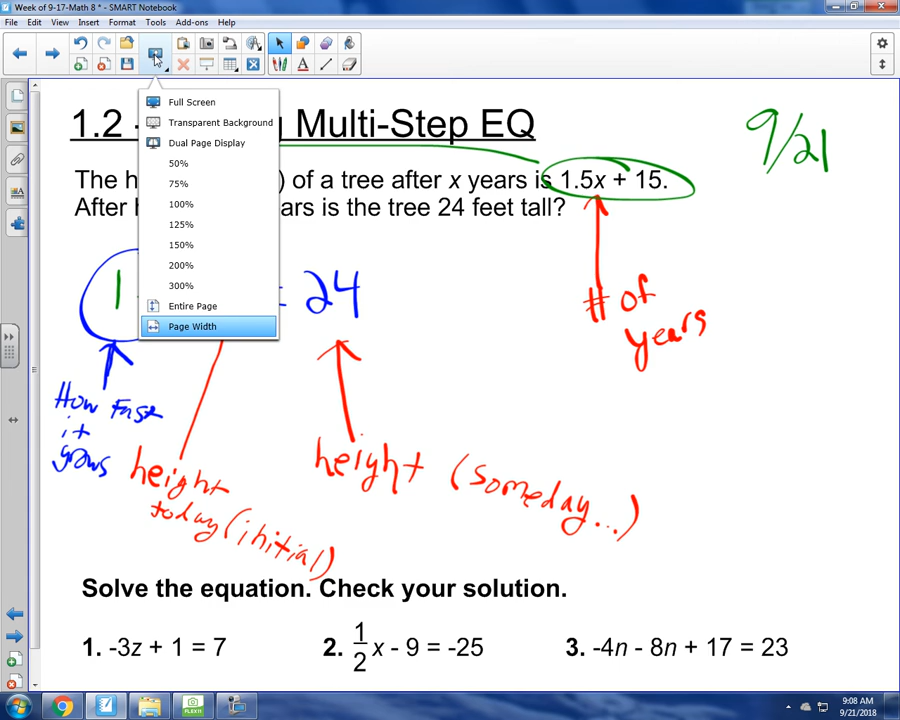 Week of 9-17-Math 8 * - SMART Notebook
File Edit View Insert Format Tools Add-ons Help
Full Screen
Transparent Background
Dual Page Display
50%
75%
100%
125%
150%
200%
300%
Entire Page
Page Width
1.2 - Multi-Step EQ
9/21
The h ) of a tree after x years is 1.5x + 15.
After ars is the tree 24 feet tall?
1 = 24
# of
years
How Fast
it
grows
height
today (initial)
height (someday...)
Solve the equation. Check your solution.
1. -3z + 1 = 7
2. 1/2 x - 9 = -25
3. -4n - 8n + 17 = 23
FLEX11
9:08 AM
9/21/2018